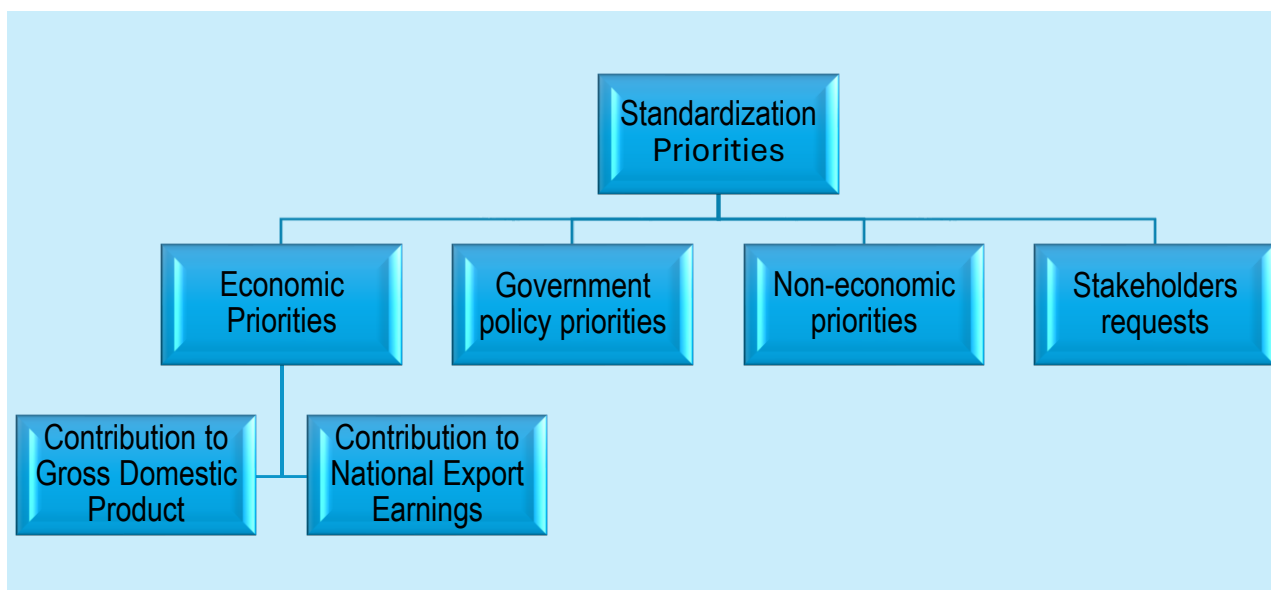 Standardization
Priorities
Economic
Priorities
Government
policy priorities
Non-economic
priorities
Stakeholders
requests
Contribution to
Gross Domestic
Product
Contribution to
National Export
Earnings